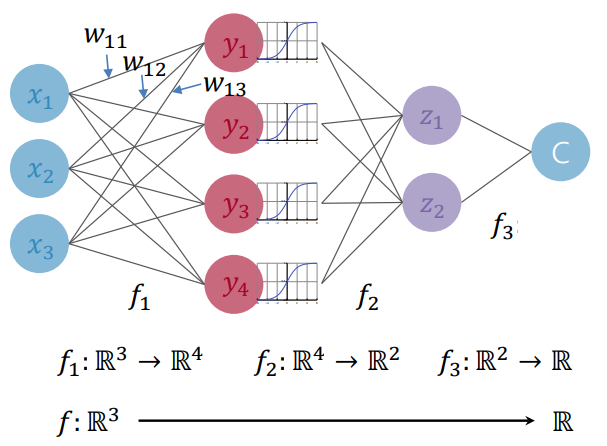 w₁₁
w₁₂
w₁₃
x₁
x₂
x₃
y₁
y₂
y₃
y₄
z₁
z₂
C
f₁
f₂
f₃:
f₁: ℝ³ → ℝ⁴
f₂: ℝ⁴ → ℝ²
f₃: ℝ² → ℝ
f: ℝ³ ⟶ ℝ